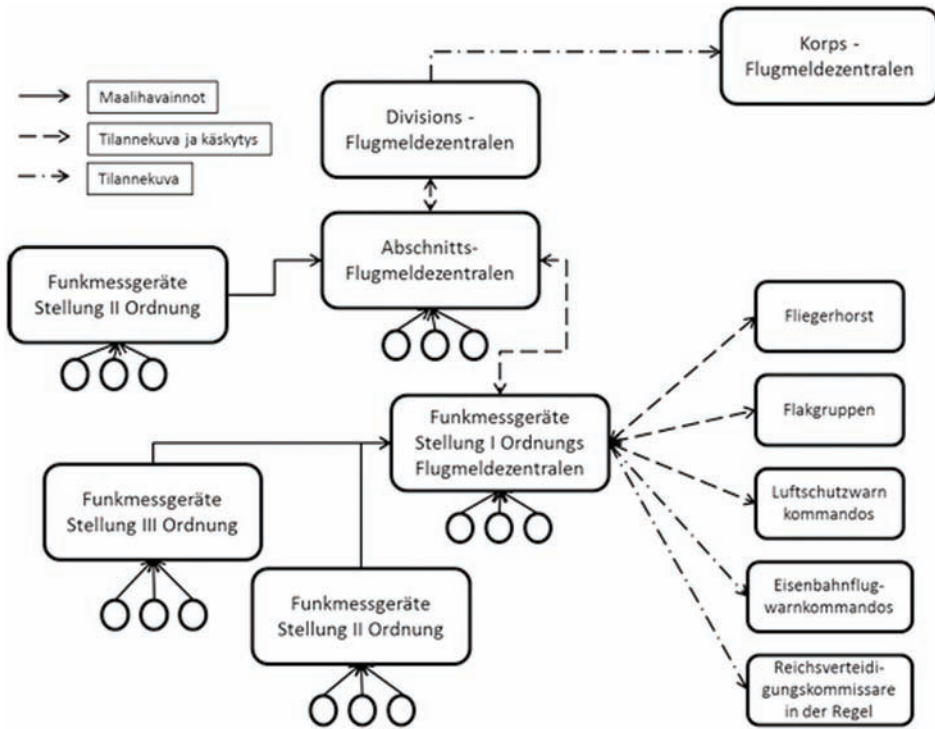 Korps -
Flugmeldezentralen
Maalihavainnot
Tilannekuva ja käskytys
Tilannekuva
Divisions -
Flugmeldezentralen
Abschnitts-
Flugmeldezentralen
Funkmessgeräte
Stellung II Ordnung
Fliegerhorst
Funkmessgeräte
Stellung I Ordnungs
Flugmeldezentralen
Flakgruppen
Funkmessgeräte
Stellung III Ordnung
Luftschutzwarn
kommandos
Funkmessgeräte
Stellung II Ordnung
Eisenbahnflug-
warnkommandos
Reichsverteidi-
gungskommissare
in der Regel